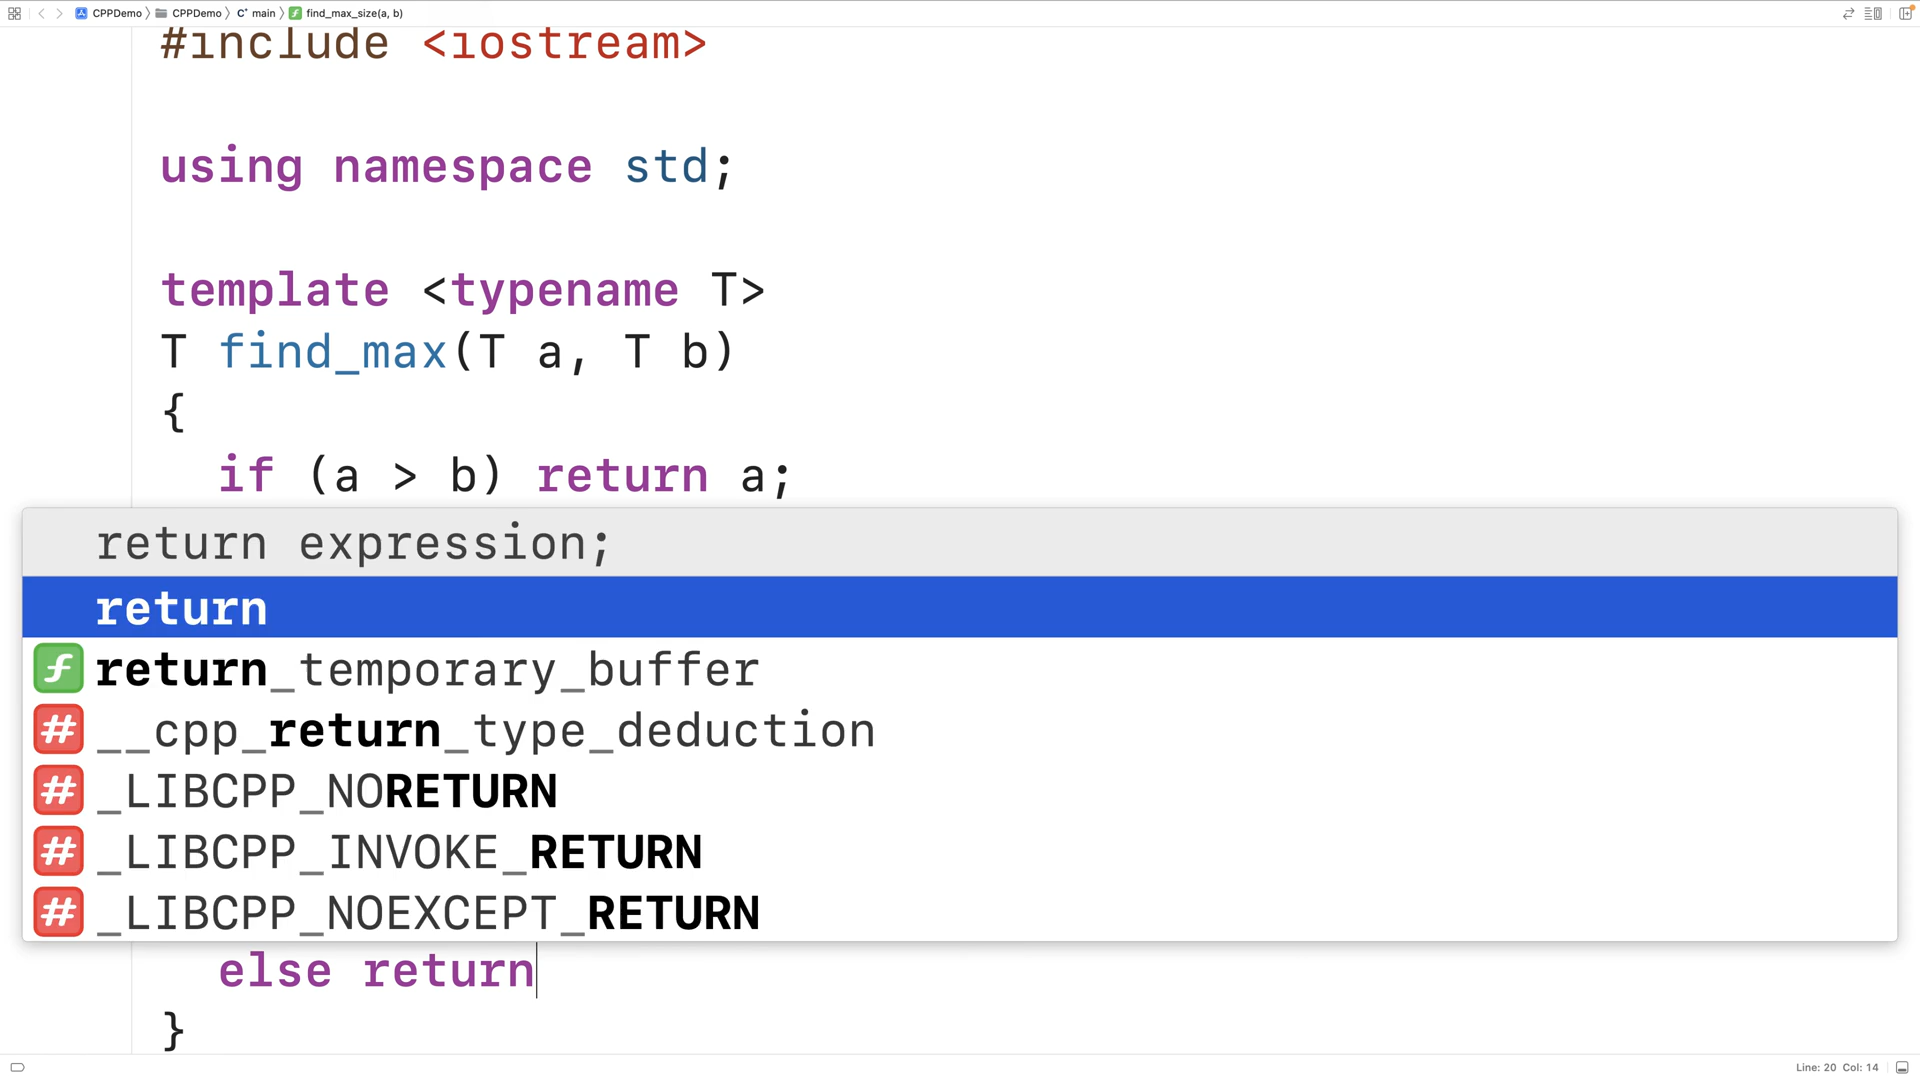 CPPDemo CPPDemo C+ main find_max_size(a, b)
#include <iostream>
using namespace std;
template <typename T>
T find_max(T a, T b)
{
if (a > b) return a;
return expression;
return
return_temporary_buffer
__cpp_return_type_deduction
_LIBCPP_NORETURN
_LIBCPP_INVOKE_RETURN
_LIBCPP_NOEXCEPT_RETURN
else return
}
Line: 20 Col: 14